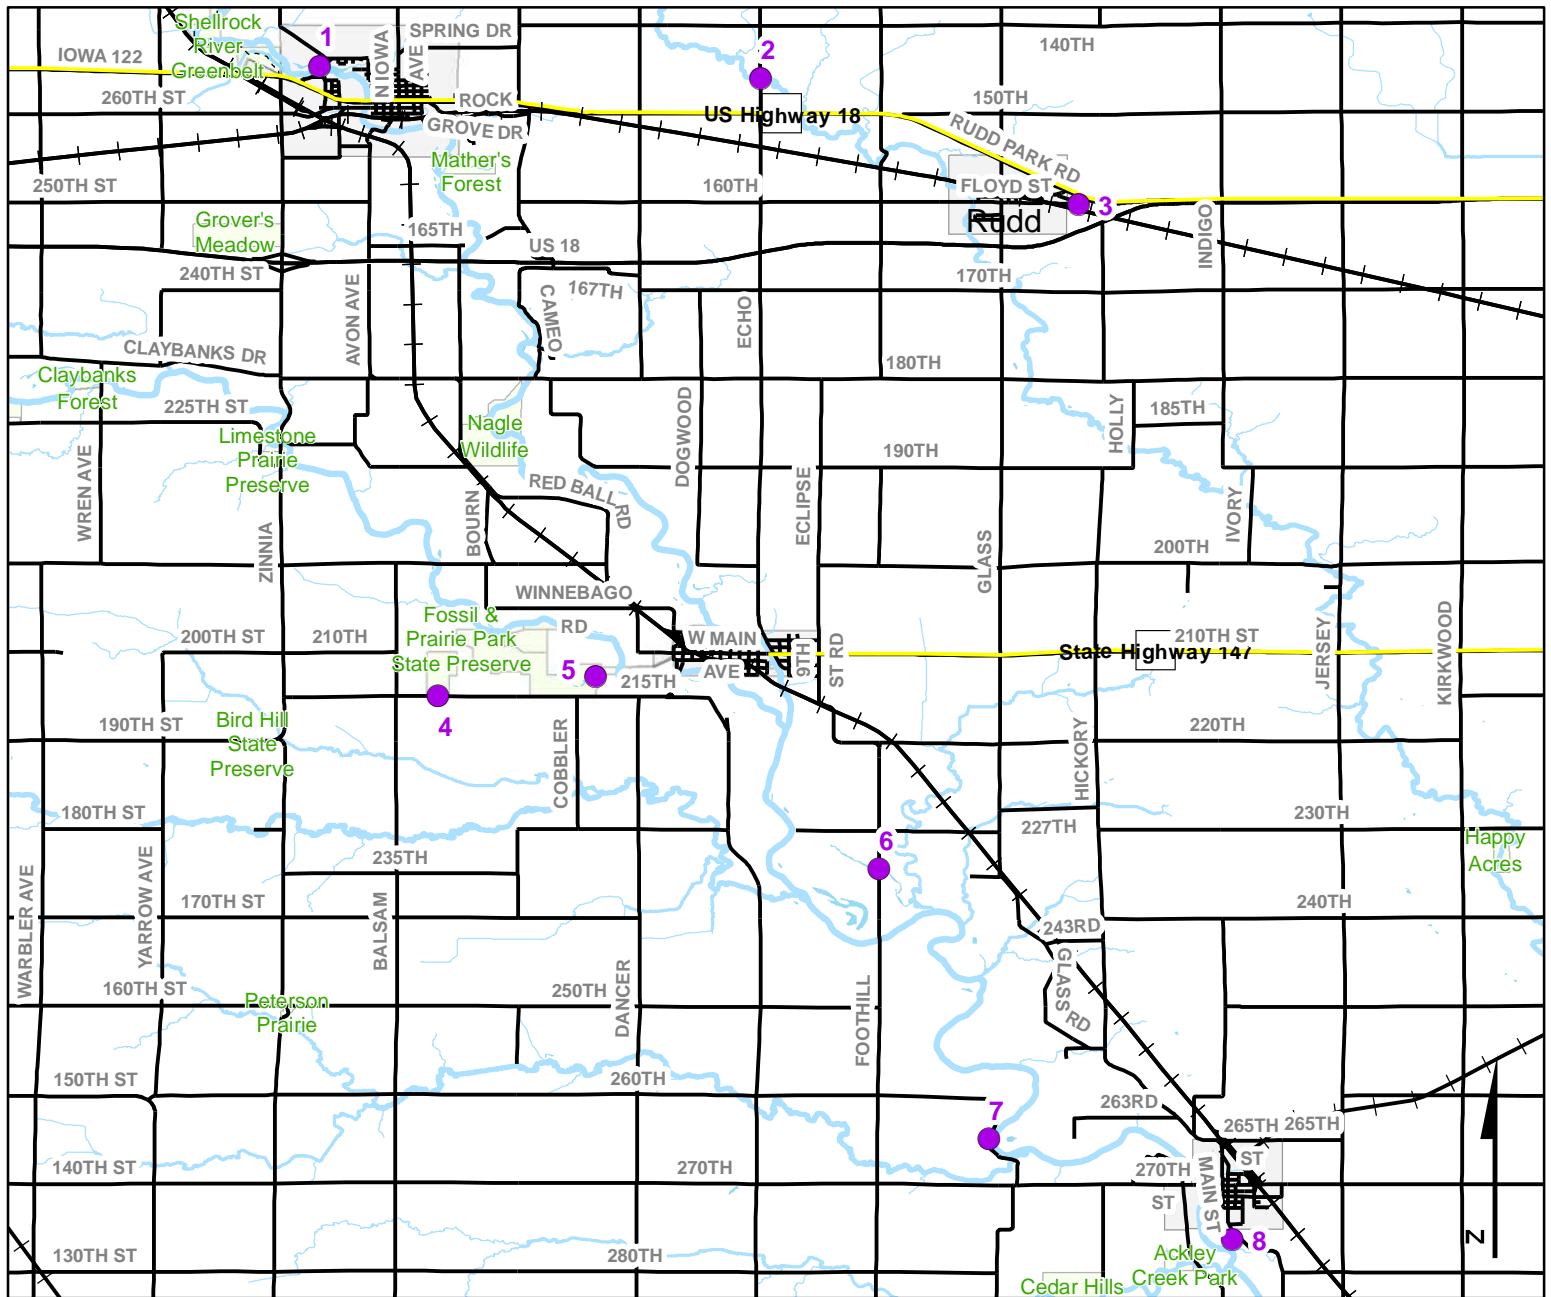 Shellrock
River
Greenbelt
1
SPRING DR
N IOWA
AVE
2
140TH
IOWA 122
260TH ST
ROCK
GROVE DR
US Highway 18
150TH
RUDD PARK RD
Mather's
Forest
250TH ST
160TH
FLOYD ST
Rudd
3
Grover's
Meadow
165TH
US 18
INDIGO
240TH ST
167TH
170TH
AVON AVE
CAMEO
ECHO
CLAYBANKS DR
180TH
Claybanks
Forest
225TH ST
185TH
Limestone
Prairie
Preserve
Nagle
Wildlife
DOGWOOD
HOLLY
190TH
WREN AVE
RED BALL
RD
BOURN
ECLIPSE
IVORY
ZINNIA
GLASS
200TH
WINNEBAGO
RD
Fossil &
Prairie Park
State Preserve
200TH ST
210TH
W MAIN
AVE
9TH
ST RD
State Highway 147
210TH ST
JERSEY
KIRKWOOD
5
215TH
4
Bird Hill
State
Preserve
190TH ST
220TH
COBBLER
HICKORY
180TH ST
227TH
230TH
6
235TH
Happy
Acres
WARBLER AVE
YARROW AVE
170TH ST
BALSAM
240TH
243RD
GLASS
RD
160TH ST
Peterson
Prairie
250TH
DANCER
FOOTHILL
150TH ST
260TH
7
263RD
265TH
265TH
ST
140TH ST
270TH
270TH
ST
MAIN ST
8
130TH ST
280TH
Ackley
Creek Park
Cedar Hills
N